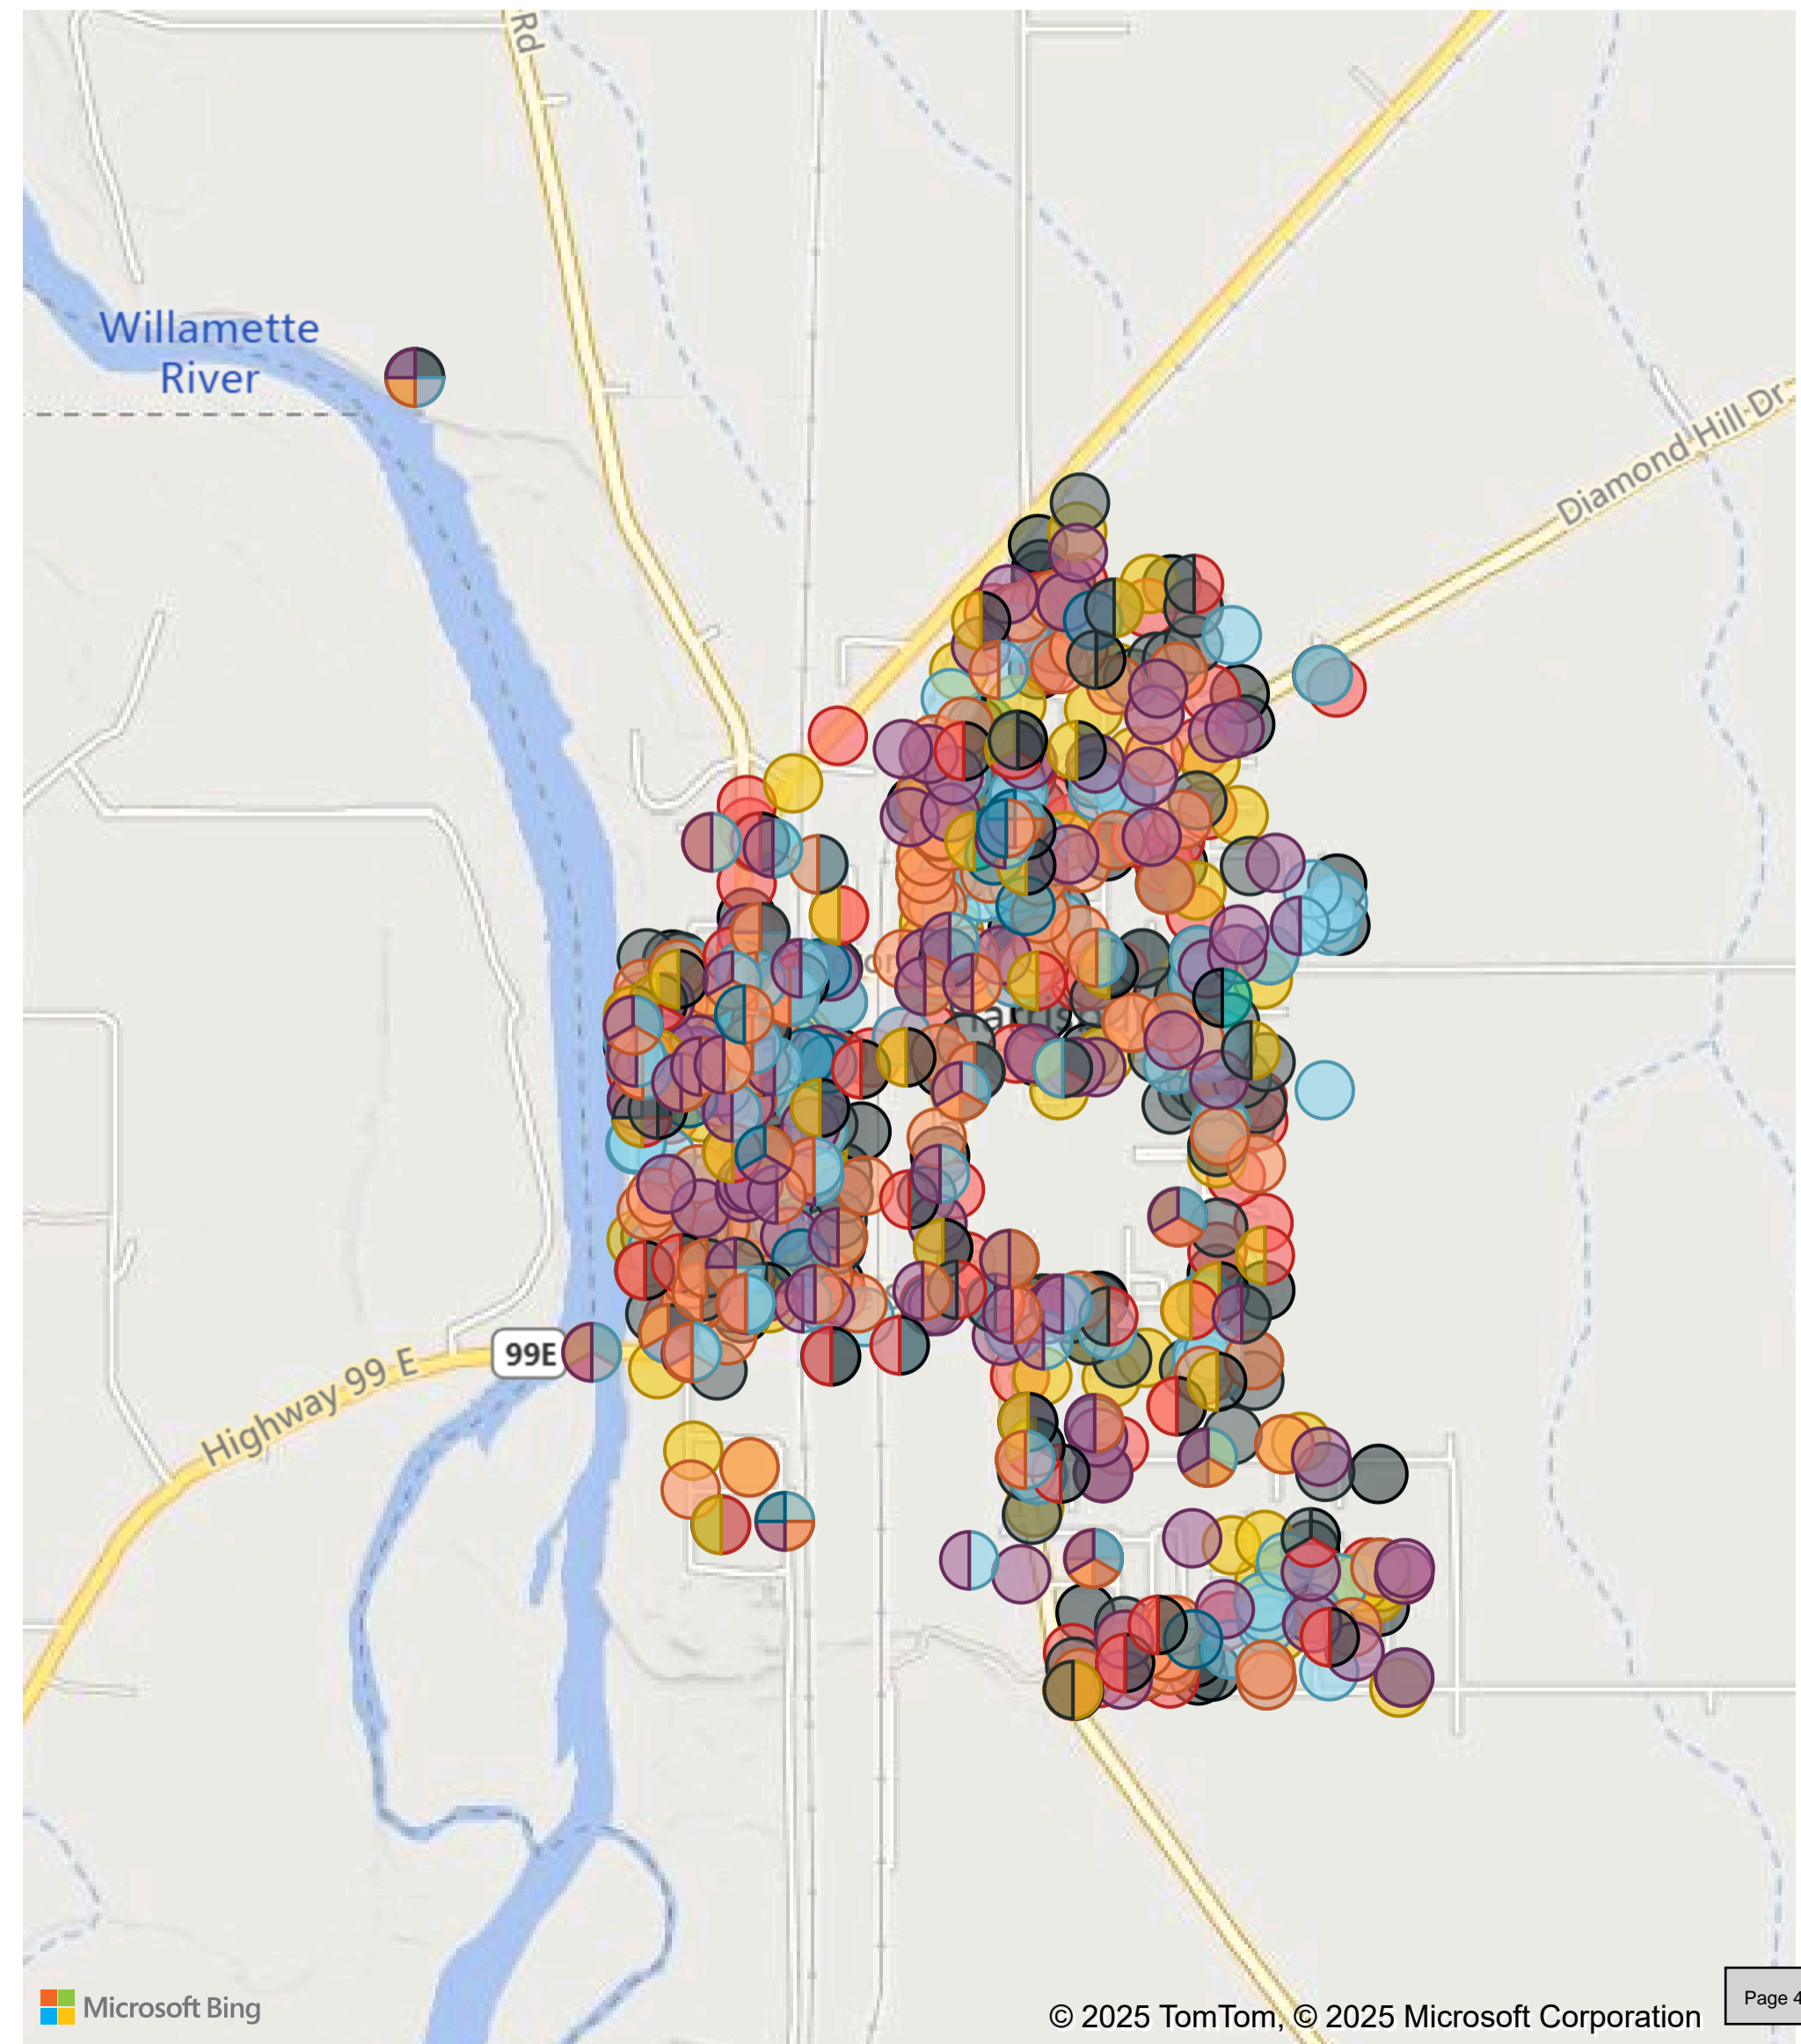 Rd
Willamette
River
Diamond Hill Dr
99E
Highway 99 E
Microsoft Bing
© 2025 TomTom, © 2025 Microsoft Corporation
Page 4